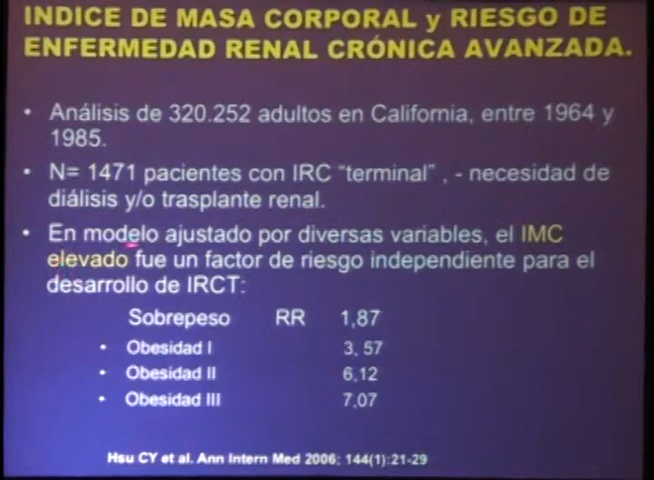 INDICE DE MASA CORPORAL y RIESGO DE
ENFERMEDAD RENAL CRÓNICA AVANZADA.
• Análisis de 320.252 adultos en California, entre 1964 y
1985.
• N= 1471 pacientes con IRC "terminal" , - necesidad de
diálisis y/o trasplante renal.
• En modelo ajustado por diversas variables, el IMC
elevado fue un factor de riesgo independiente para el
desarrollo de IRCT:
Sobrepeso RR 1,87
• Obesidad I 3, 57
• Obesidad II 6,12
• Obesidad III 7,07
Hsu CY et al. Ann Intern Med 2006; 144(1):21-29